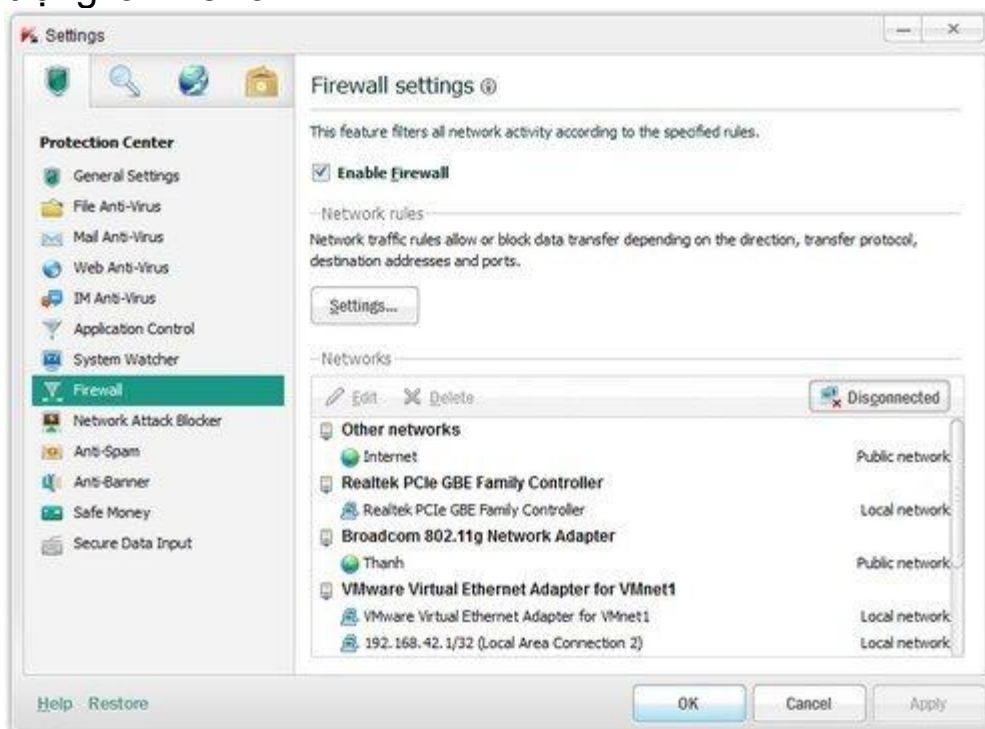 Settings
Firewall settings
Protection Center
General Settings
File Anti-Virus
Mail Anti-Virus
Web Anti-Virus
IM Anti-Virus
Application Control
System Watcher
Firewall
Network Attack Blocker
Anti-Spam
Anti-Banner
Safe Money
Secure Data Input
This feature filters all network activity according to the specified rules.
Enable Firewall
Network rules
Network traffic rules allow or block data transfer depending on the direction, transfer protocol,
destination addresses and ports.
Settings...
Networks
Edit Delete Disconnected
Other networks
Internet Public network
Realtek PCIe GBE Family Controller
Realtek PCIe GBE Family Controller Local network
Broadcom 802.11g Network Adapter
Thanh Public network
VMware Virtual Ethernet Adapter for VMnet1
VMware Virtual Ethernet Adapter for VMnet1 Local network
192.168.42.1/32 (Local Area Connection 2) Local network
Help Restore OK Cancel Apply